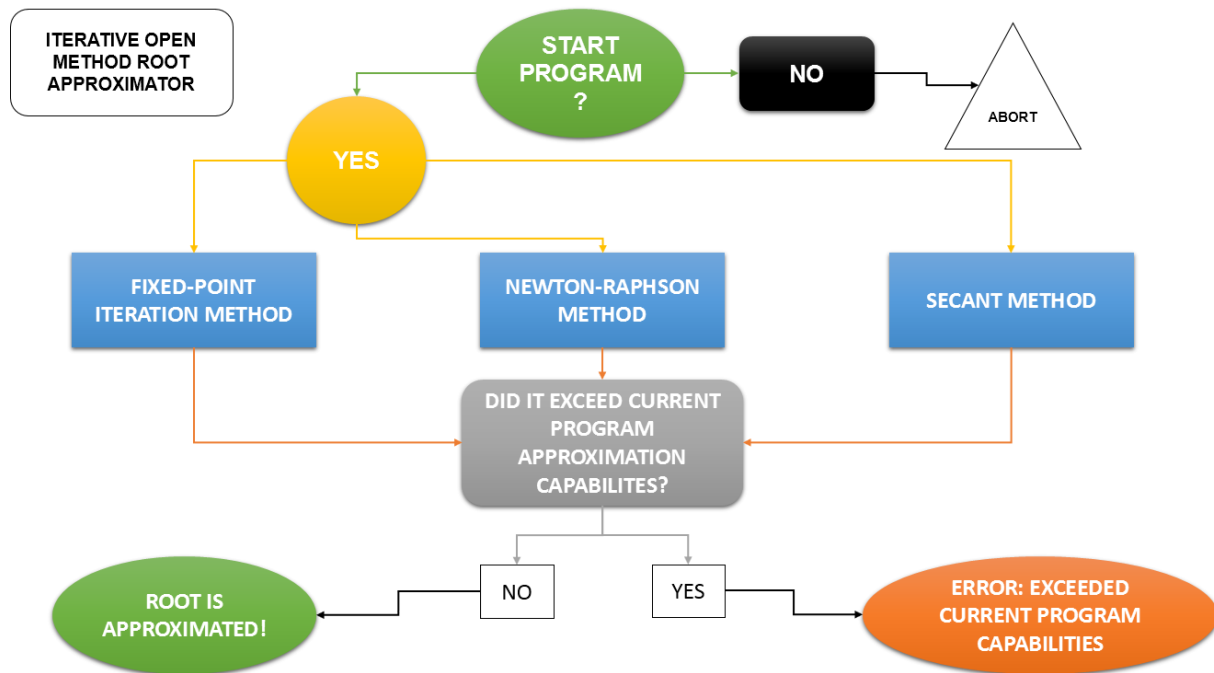 ITERATIVE OPEN
METHOD ROOT
APPROXIMATOR
START
PROGRAM
?
NO
ABORT
YES
FIXED-POINT
ITERATION METHOD
NEWTON-RAPHSON
METHOD
SECANT METHOD
DID IT EXCEED CURRENT
PROGRAM
APPROXIMATION
CAPABILITES?
NO
YES
ROOT IS
APPROXIMATED!
ERROR: EXCEEDED
CURRENT PROGRAM
CAPABILITIES